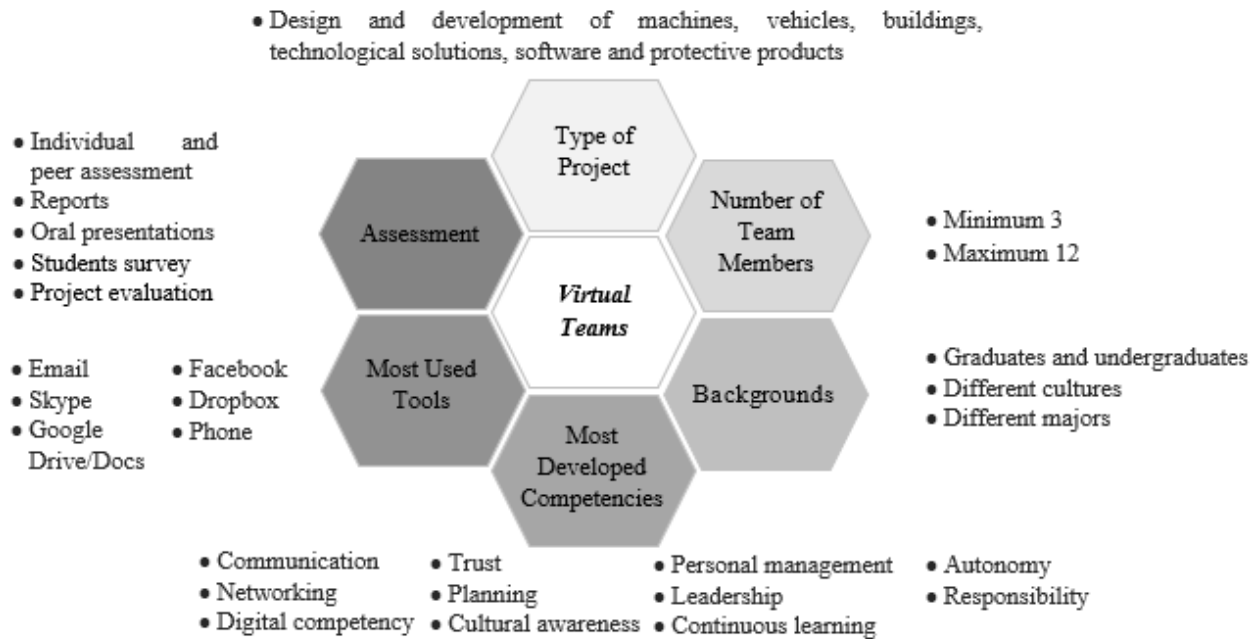 ● Design and development of machines, vehicles, buildings,
technological solutions, software and protective products
Type of
Project
● Individual and
peer assessment
● Reports
● Oral presentations
● Students survey
● Project evaluation
Assessment
Number of
Team
Members
● Minimum 3
● Maximum 12
Virtual
Teams
● Email
● Skype
● Google
Drive/Docs
● Facebook
● Dropbox
● Phone
Most Used
Tools
Backgrounds
● Graduates and undergraduates
● Different cultures
● Different majors
Most
Developed
Competencies
● Communication
● Networking
● Digital competency
● Trust
● Planning
● Cultural awareness
● Personal management
● Leadership
● Continuous learning
● Autonomy
● Responsibility